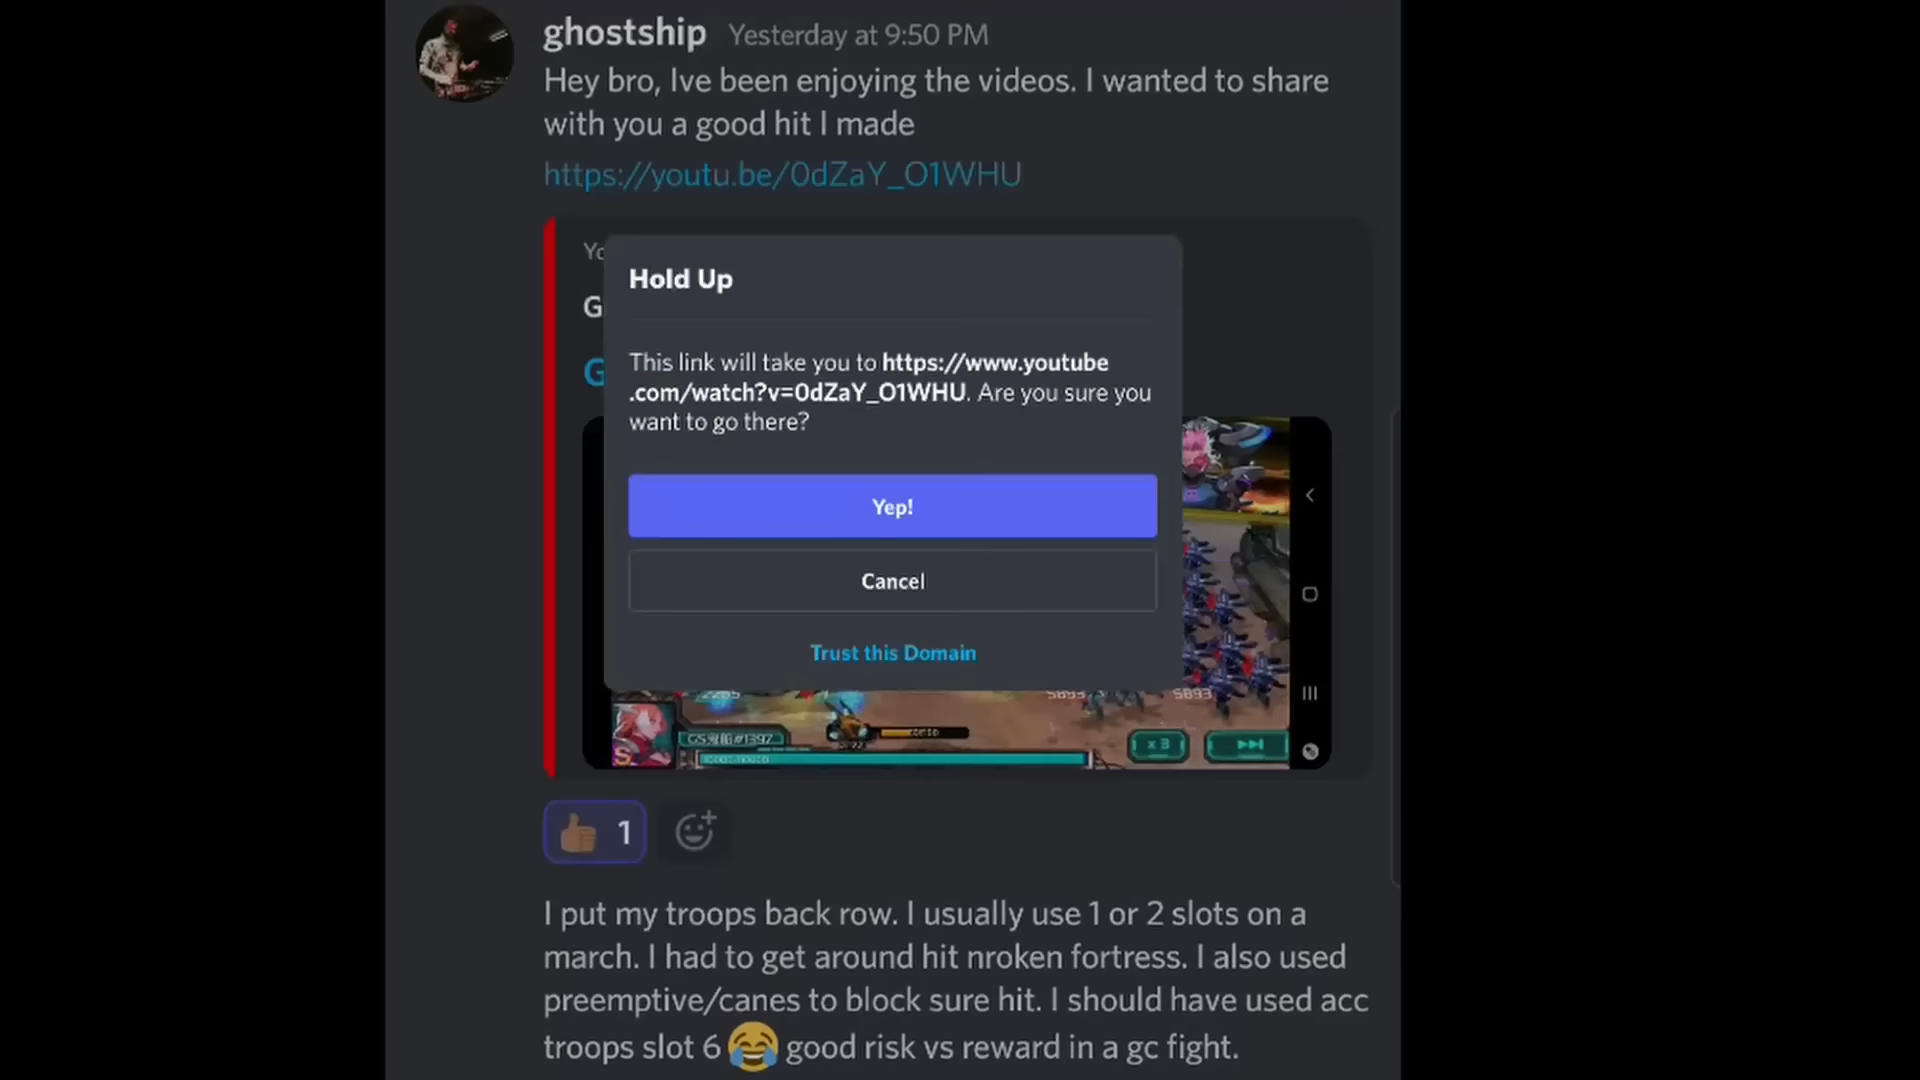 ghostship Yesterday at 9:50 PM
Hey bro, Ive been enjoying the videos. I wanted to share
with you a good hit I made
https://youtu.be/0dZaY_O1WHU
Yo
G
Hold Up
This link will take you to https://www.youtube
.com/watch?v=0dZaY_O1WHU. Are you sure you
want to go there?
G
Yep!
Cancel
Trust this Domain
5893 5893
x3
S
1
I put my troops back row. I usually use 1 or 2 slots on a
march. I had to get around hit nroken fortress. I also used
preemptive/canes to block sure hit. I should have used acc
troops slot 6 😂 good risk vs reward in a gc fight.